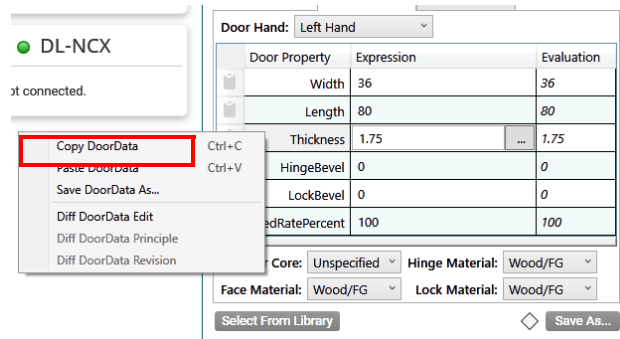 Door Hand: Left Hand
DL-NCX
ot connected.
Door Property Expression Evaluation
Width 36 36
Length 80 80
Thickness 1.75 ... 1.75
HingeBevel 0 0
LockBevel 0 0
edRatePercent 100 100
Copy DoorData Ctrl+C
Paste DoorData Ctrl+V
Save DoorData As...
Diff DoorData Edit
Diff DoorData Principle
Diff DoorData Revision
r Core: Unspecified Hinge Material: Wood/FG
Face Material: Wood/FG Lock Material: Wood/FG
Select From Library Save As...